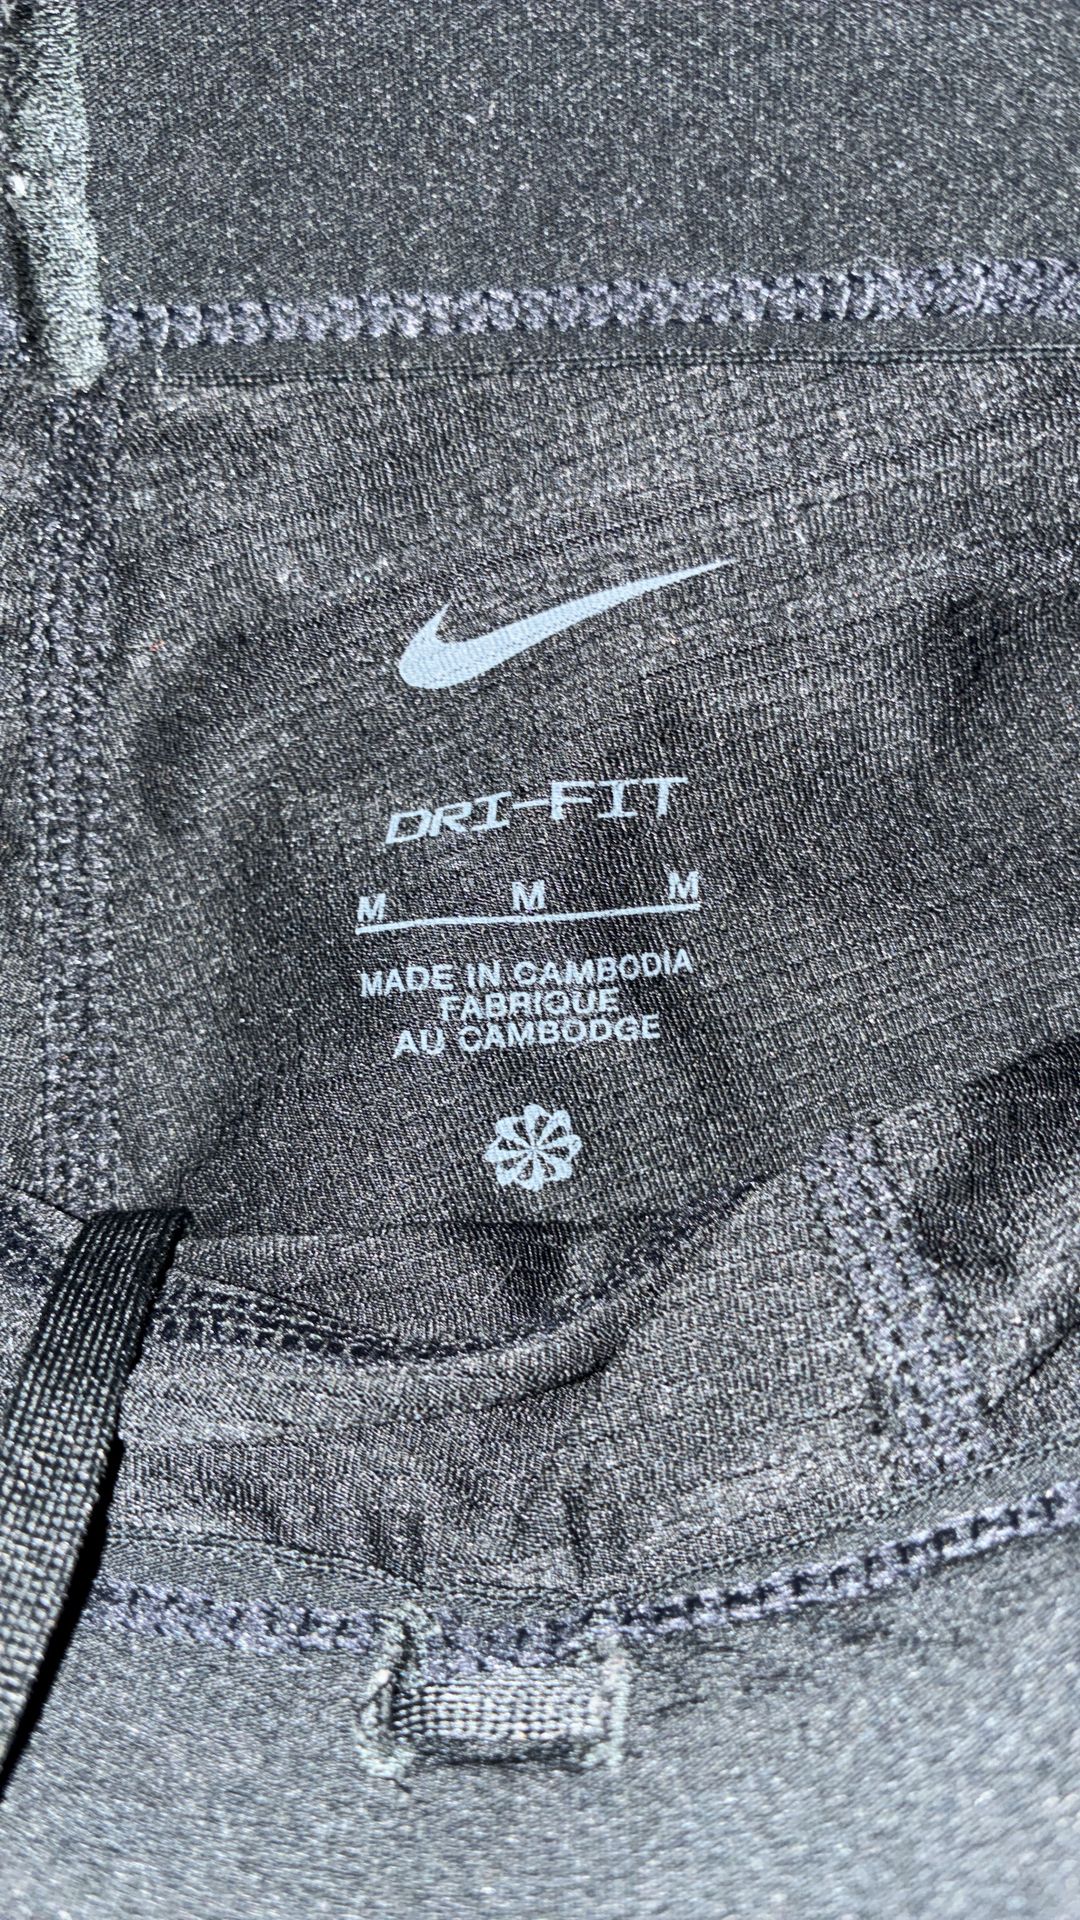 DRI-FIT
M M M
MADE IN CAMBODIA
FABRIQUE
AU CAMBODGE